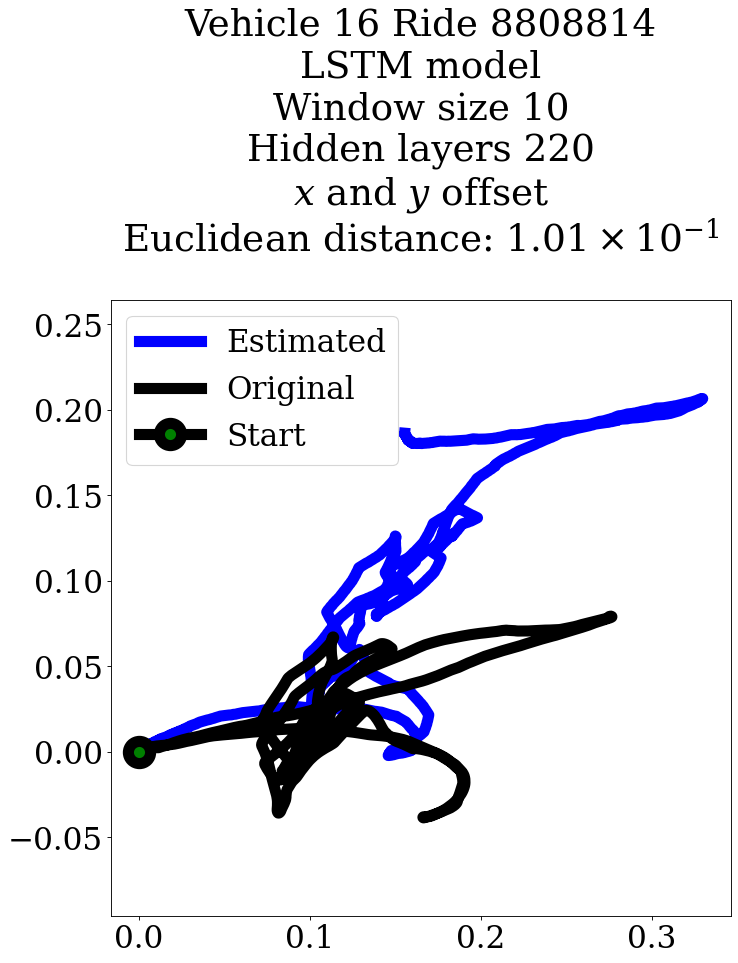 Vehicle 16 Ride 8808814
LSTM model
Window size 10
Hidden layers 220
x and y offset
Euclidean distance: 1.01 × 10⁻¹
Estimated
Original
Start
0.25
0.20
0.15
0.10
0.05
0.00
−0.05
0.0 0.1 0.2 0.3